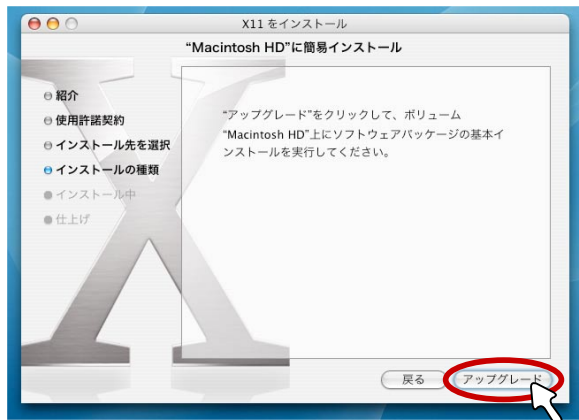 X11 をインストール
“Macintosh HD”に簡易インストール
紹介
使用許諾契約
インストール先を選択
インストールの種類
インストール中
仕上げ
“アップグレード”をクリックして、ボリューム
“Macintosh HD”上にソフトウェアパッケージの基本イ
ンストールを実行してください。
戻る
アップグレード